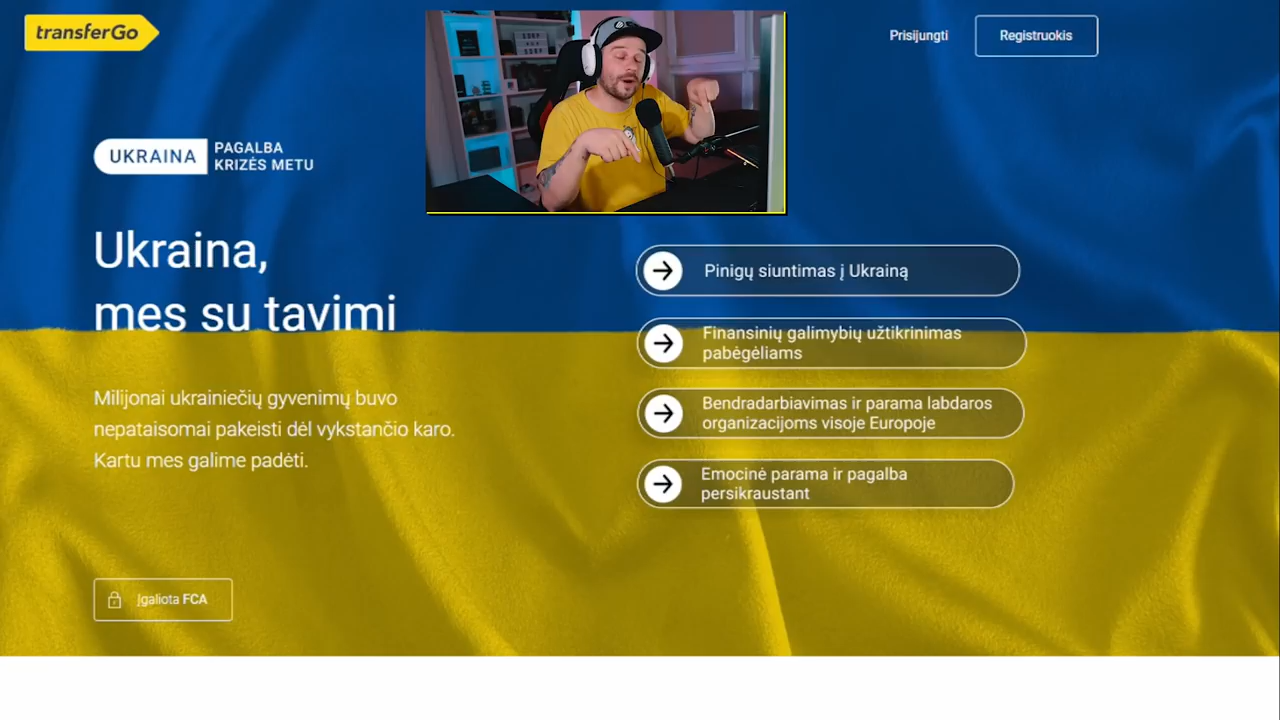 transferGo
Prisijungti
Registruokis
UKRAINA
PAGALBA
KRIZĖS METU
Ukraina,
mes su tavimi
Milijonai ukrainiečių gyvenimų buvo
nepataisomai pakeisti dėl vykstančio karo.
Kartu mes galime padėti.
Įgaliota FCA
Pinigų siuntimas į Ukrainą
Finansinių galimybių užtikrinimas
pabėgėliams
Bendradarbiavimas ir parama labdaros
organizacijoms visoje Europoje
Emocinė parama ir pagalba
persikraustant